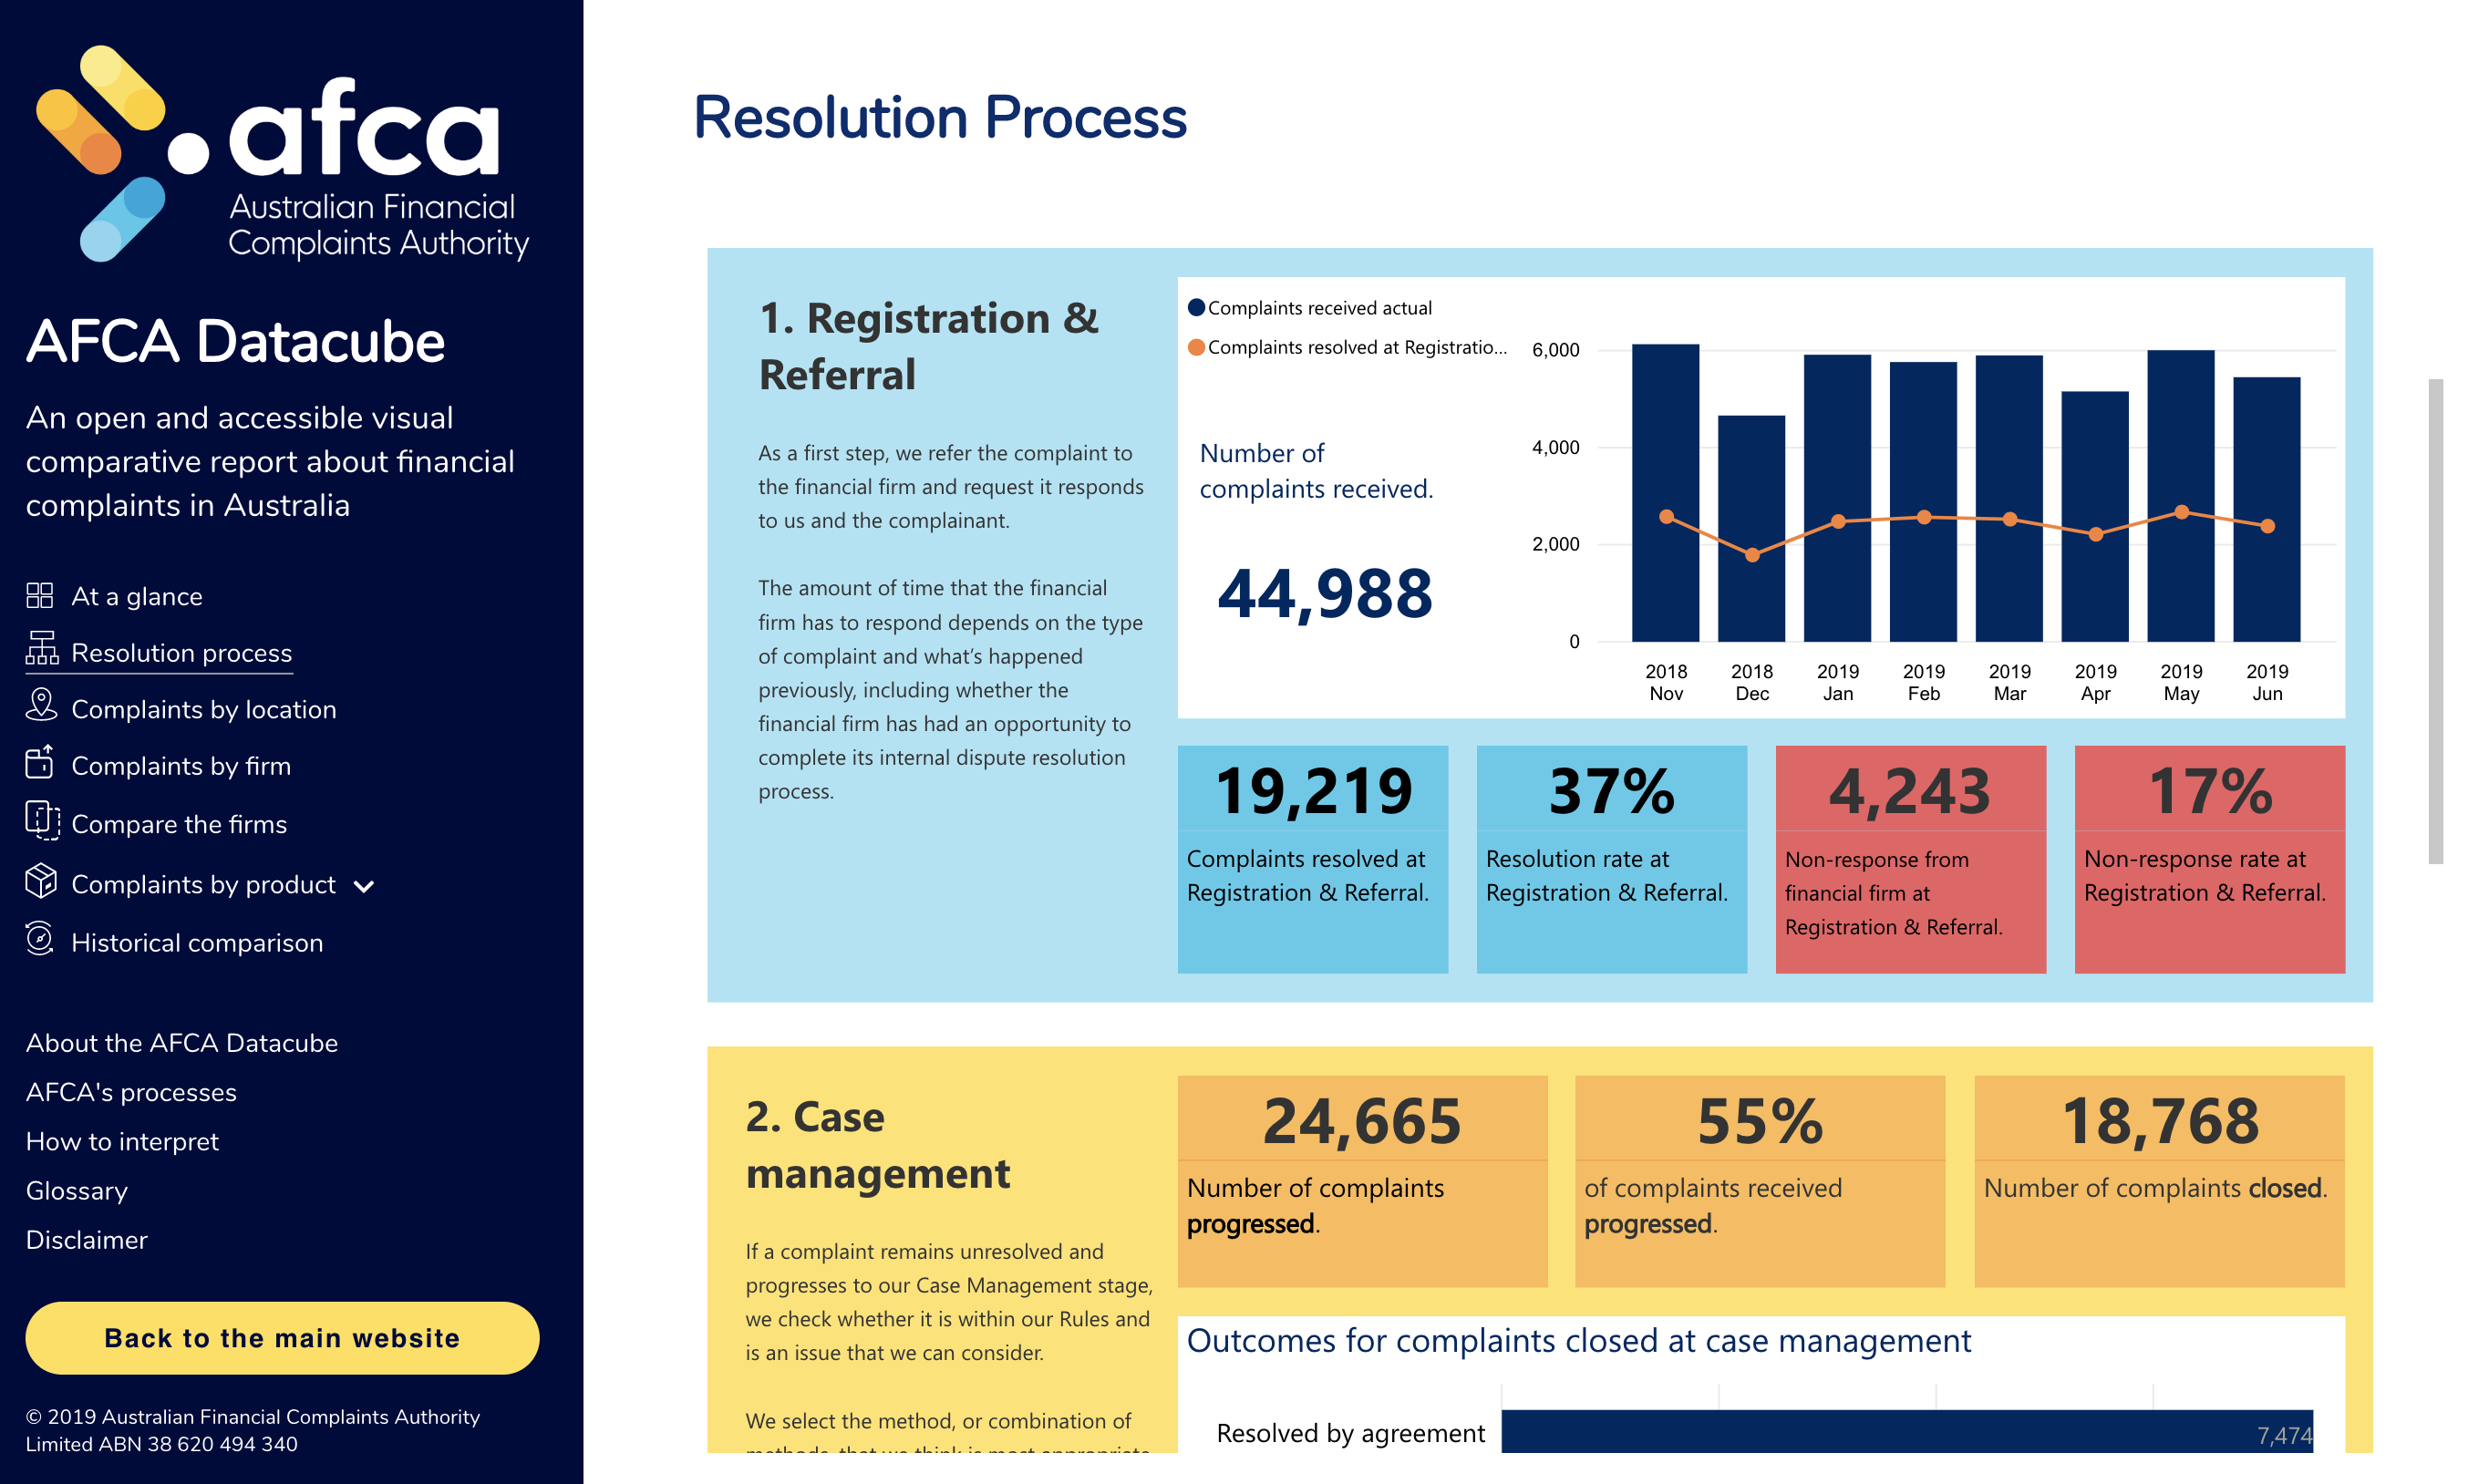 afca
Australian Financial
Complaints Authority
AFCA Datacube
An open and accessible visual
comparative report about financial
complaints in Australia
At a glance
Resolution process
Complaints by location
Complaints by firm
Compare the firms
Complaints by product
Historical comparison
About the AFCA Datacube
AFCA's processes
How to interpret
Glossary
Disclaimer
Back to the main website
© 2019 Australian Financial Complaints Authority
Limited ABN 38 620 494 340
Resolution Process
1. Registration &
Referral
As a first step, we refer the complaint to
the financial firm and request it responds
to us and the complainant.
The amount of time that the financial
firm has to respond depends on the type
of complaint and what's happened
previously, including whether the
financial firm has had an opportunity to
complete its internal dispute resolution
process.
Complaints received actual
Complaints resolved at Registratio...
Number of
complaints received.
44,988
6,000
4,000
2,000
0
2018 Nov
2018 Dec
2019 Jan
2019 Feb
2019 Mar
2019 Apr
2019 May
2019 Jun
19,219
Complaints resolved at
Registration & Referral.
37%
Resolution rate at
Registration & Referral.
4,243
Non-response from
financial firm at
Registration & Referral.
17%
Non-response rate at
Registration & Referral.
2. Case
management
If a complaint remains unresolved and
progresses to our Case Management stage,
we check whether it is within our Rules and
is an issue that we can consider.
We select the method, or combination of
methods, that we think is most appropriate
24,665
Number of complaints
progressed.
55%
of complaints received
progressed.
18,768
Number of complaints closed.
Outcomes for complaints closed at case management
Resolved by agreement
7,474